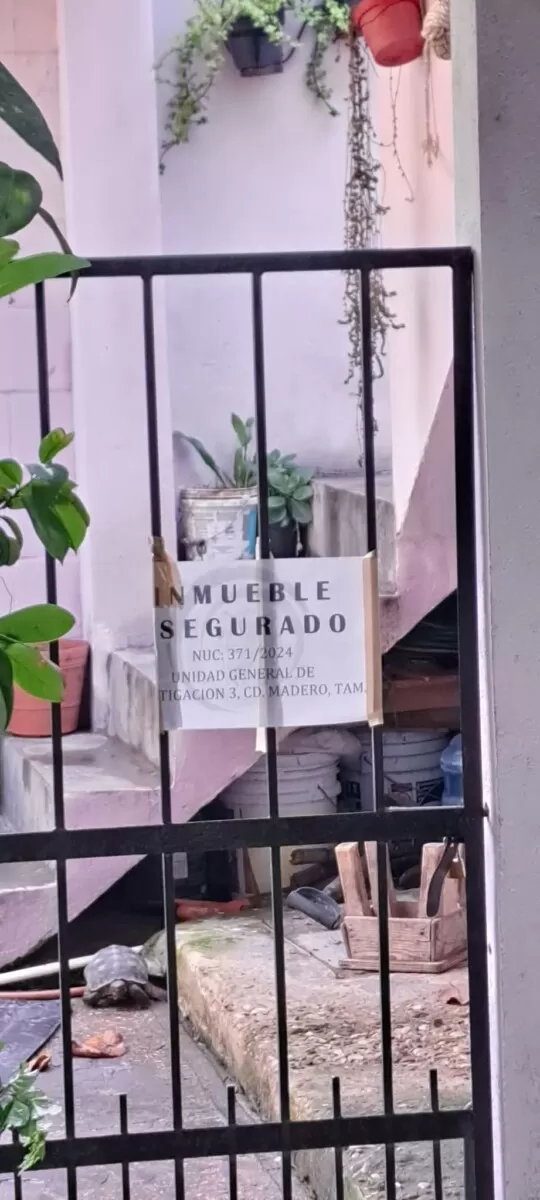 INMUEBLE
SEGURADO
NUC: 371/2024
UNIDAD GENERAL DE
TIGACION 3, CD. MADERO, TAM.